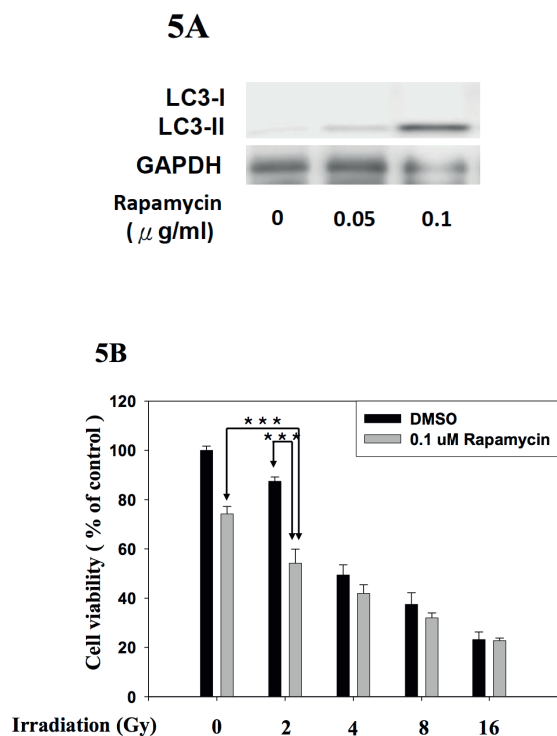 5A
LC3-I
LC3-II
GAPDH
Rapamycin
( μ g/ml)
0 0.05 0.1
5B
120
100
80
60
40
20
0
Cell viability ( % of control )
* * *
* * *
DMSO
0.1 uM Rapamycin
Irradiation (Gy) 0 2 4 8 16